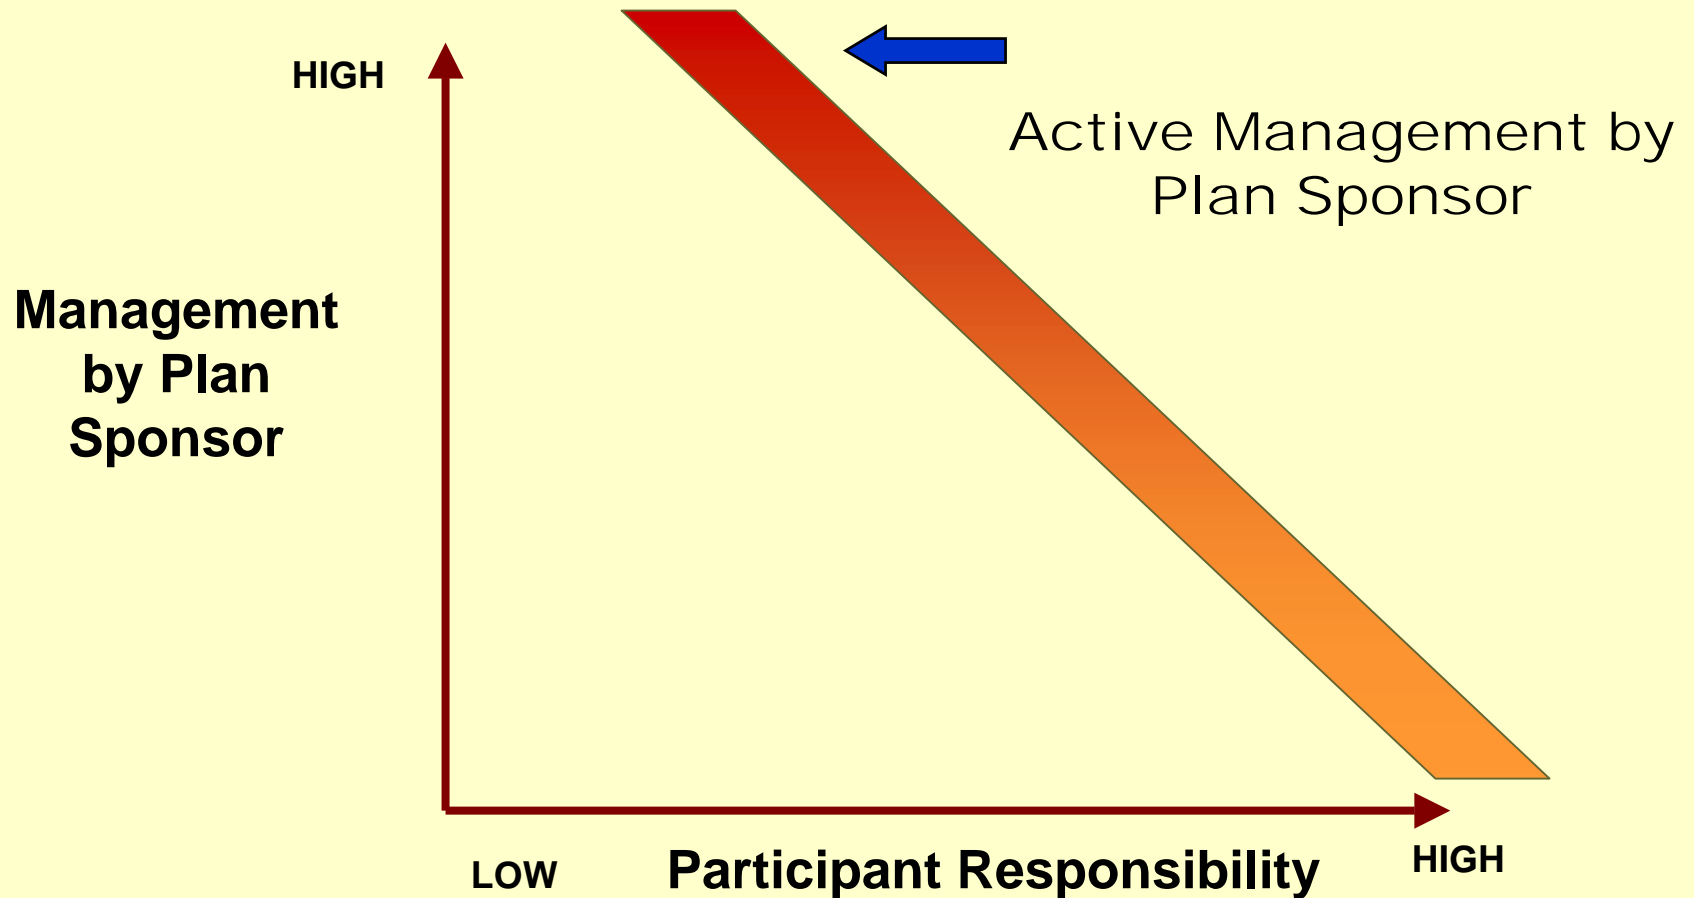 HIGH
Active Management by
Plan Sponsor
Management
by Plan
Sponsor
LOW
Participant Responsibility
HIGH